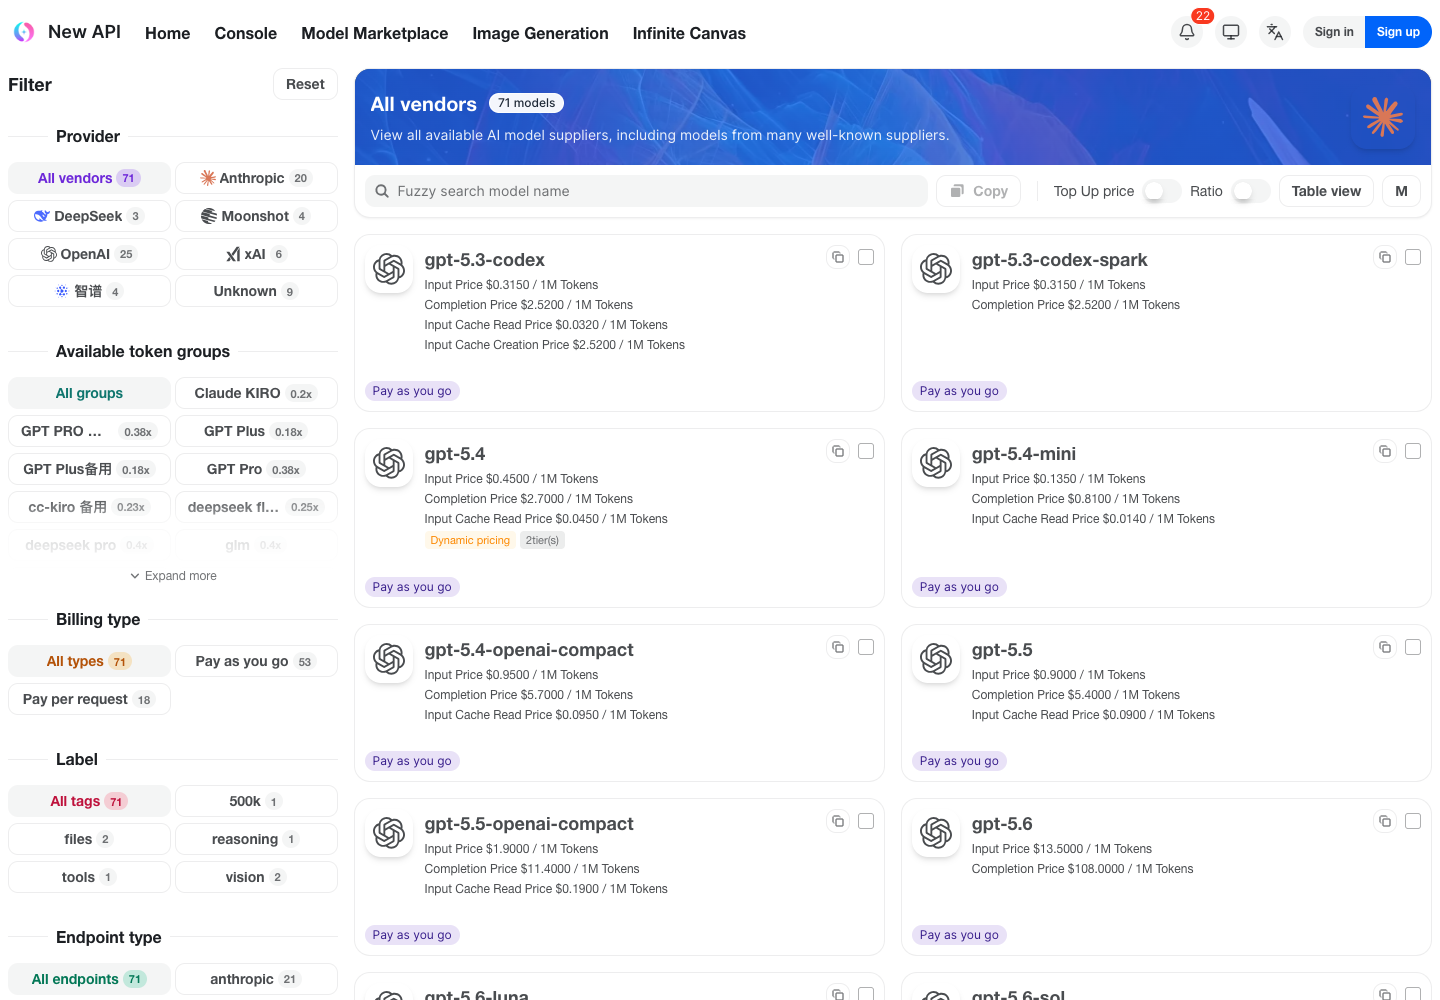 New API
Home
Console
Model Marketplace
Image Generation
Infinite Canvas
22
Sign in
Sign up
Filter
Reset
Provider
All vendors 71
Anthropic 20
DeepSeek 3
Moonshot 4
OpenAI 25
xAI 6
智谱 4
Unknown 9
Available token groups
All groups
Claude KIRO 0.2x
GPT PRO ... 0.38x
GPT Plus 0.18x
GPT Plus备用 0.18x
GPT Pro 0.38x
cc-kiro 备用 0.23x
deepseek fl... 0.25x
deepseek pro 0.4x
glm 0.4x
Expand more
Billing type
All types 71
Pay as you go 53
Pay per request 18
Label
All tags 71
500k 1
files 2
reasoning 1
tools 1
vision 2
Endpoint type
All endpoints 71
anthropic 21
All vendors
71 models
View all available AI model suppliers, including models from many well-known suppliers.
Fuzzy search model name
Copy
Top Up price
Ratio
Table view
M
gpt-5.3-codex
Input Price $0.3150 / 1M Tokens
Completion Price $2.5200 / 1M Tokens
Input Cache Read Price $0.0320 / 1M Tokens
Input Cache Creation Price $2.5200 / 1M Tokens
Pay as you go
gpt-5.3-codex-spark
Input Price $0.3150 / 1M Tokens
Completion Price $2.5200 / 1M Tokens
Pay as you go
gpt-5.4
Input Price $0.4500 / 1M Tokens
Completion Price $2.7000 / 1M Tokens
Input Cache Read Price $0.0450 / 1M Tokens
Dynamic pricing 2tier(s)
Pay as you go
gpt-5.4-mini
Input Price $0.1350 / 1M Tokens
Completion Price $0.8100 / 1M Tokens
Input Cache Read Price $0.0140 / 1M Tokens
Pay as you go
gpt-5.4-openai-compact
Input Price $0.9500 / 1M Tokens
Completion Price $5.7000 / 1M Tokens
Input Cache Read Price $0.0950 / 1M Tokens
Pay as you go
gpt-5.5
Input Price $0.9000 / 1M Tokens
Completion Price $5.4000 / 1M Tokens
Input Cache Read Price $0.0900 / 1M Tokens
Pay as you go
gpt-5.5-openai-compact
Input Price $1.9000 / 1M Tokens
Completion Price $11.4000 / 1M Tokens
Input Cache Read Price $0.1900 / 1M Tokens
Pay as you go
gpt-5.6
Input Price $13.5000 / 1M Tokens
Completion Price $108.0000 / 1M Tokens
Pay as you go
gpt-5.6-luna
gpt-5.6-sol